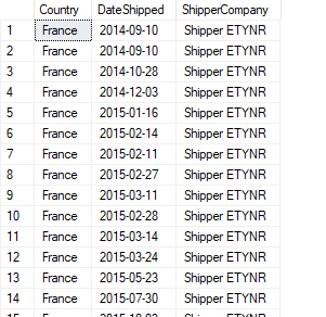 Country DateShipped ShipperCompany
1 France 2014-09-10 Shipper ETYNR
2 France 2014-09-10 Shipper ETYNR
3 France 2014-10-28 Shipper ETYNR
4 France 2014-12-03 Shipper ETYNR
5 France 2015-01-16 Shipper ETYNR
6 France 2015-02-14 Shipper ETYNR
7 France 2015-02-11 Shipper ETYNR
8 France 2015-02-27 Shipper ETYNR
9 France 2015-03-11 Shipper ETYNR
10 France 2015-02-28 Shipper ETYNR
11 France 2015-03-14 Shipper ETYNR
12 France 2015-03-24 Shipper ETYNR
13 France 2015-05-23 Shipper ETYNR
14 France 2015-07-30 Shipper ETYNR